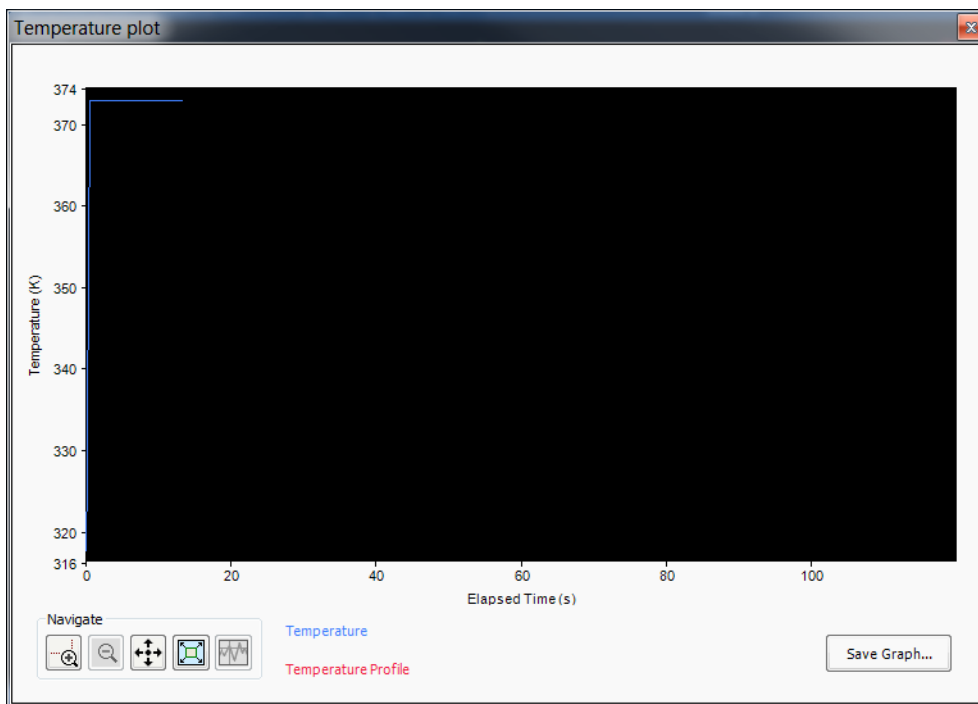 Temperature plot
374
370
360
350
340
330
320
316
Temperature (K)
0 20 40 60 80 100
Elapsed Time (s)
Navigate
Temperature
Temperature Profile
Save Graph...